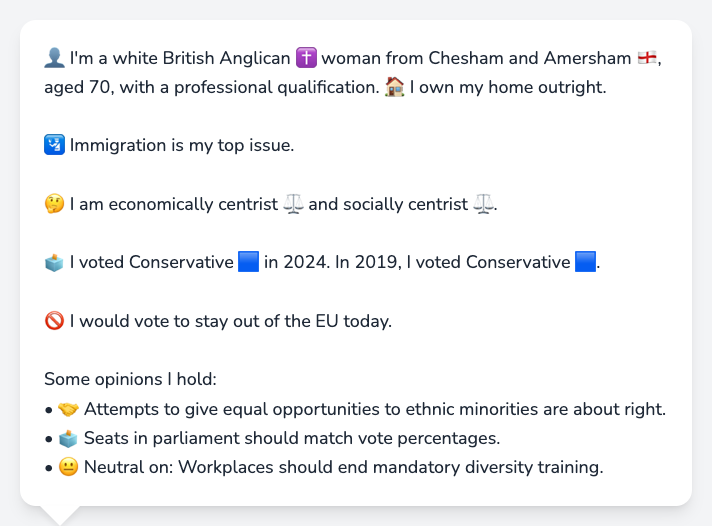 👤 I'm a white British Anglican ✝️ woman from Chesham and Amersham 🏴󠁧󠁢󠁥󠁮󠁧󠁿,
aged 70, with a professional qualification. 🏠 I own my home outright.
🛂 Immigration is my top issue.
🤔 I am economically centrist ⚖️ and socially centrist ⚖️.
🗳️ I voted Conservative 🟦 in 2024. In 2019, I voted Conservative 🟦.
🚫 I would vote to stay out of the EU today.
Some opinions I hold:
• 🤝 Attempts to give equal opportunities to ethnic minorities are about right.
• 🗳️ Seats in parliament should match vote percentages.
• 😐 Neutral on: Workplaces should end mandatory diversity training.